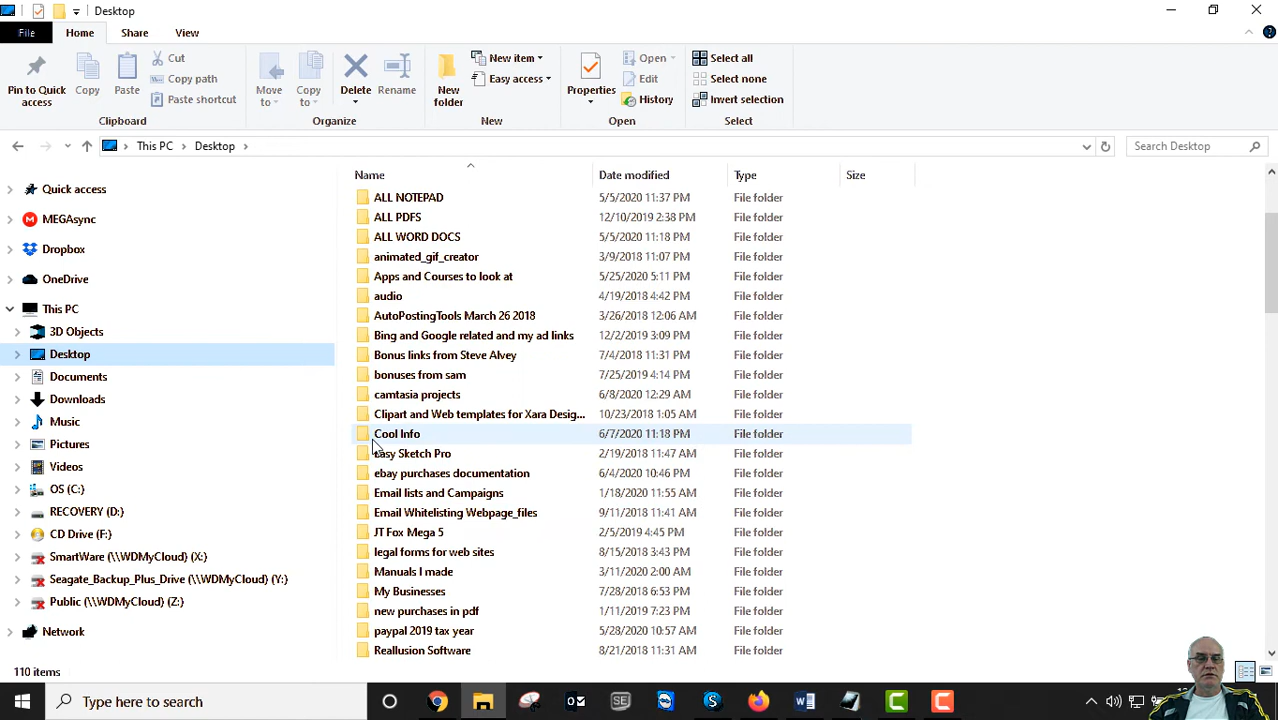 Desktop
File Home Share View
Pin to Quick access
Copy
Paste
Cut
Copy path
Paste shortcut
Clipboard
Move to
Copy to
Delete
Rename
Organize
New folder
New item
Easy access
New
Properties
Open
Edit
History
Open
Select all
Select none
Invert selection
Select
This PC > Desktop >
Search Desktop
Quick access
MEGAsync
Dropbox
OneDrive
This PC
3D Objects
Desktop
Documents
Downloads
Music
Pictures
Videos
OS (C:)
RECOVERY (D:)
CD Drive (F:)
SmartWare (\\WDMyCloud) (X:)
Seagate_Backup_Plus_Drive (\\WDMyCloud) (Y:)
Public (\\WDMyCloud) (Z:)
Network
Name Date modified Type Size
ALL NOTEPAD 5/5/2020 11:37 PM File folder
ALL PDFS 12/10/2019 2:38 PM File folder
ALL WORD DOCS 5/5/2020 11:18 PM File folder
animated_gif_creator 3/9/2018 11:07 PM File folder
Apps and Courses to look at 5/25/2020 5:11 PM File folder
audio 4/19/2018 4:42 PM File folder
AutoPostingTools March 26 2018 3/26/2018 12:06 AM File folder
Bing and Google related and my ad links 12/2/2019 3:09 PM File folder
Bonus links from Steve Alvey 7/4/2018 11:31 PM File folder
bonuses from sam 7/25/2019 4:14 PM File folder
camtasia projects 6/8/2020 12:29 AM File folder
Clipart and Web templates for Xara Desig... 10/23/2018 1:05 AM File folder
Cool Info 6/7/2020 11:18 PM File folder
Easy Sketch Pro 2/19/2018 11:47 AM File folder
ebay purchases documentation 6/4/2020 10:46 PM File folder
Email lists and Campaigns 1/18/2020 11:55 AM File folder
Email Whitelisting Webpage_files 9/11/2018 11:41 AM File folder
JT Fox Mega 5 2/5/2019 4:45 PM File folder
legal forms for web sites 8/15/2018 3:43 PM File folder
Manuals I made 3/11/2020 2:00 AM File folder
My Businesses 7/28/2018 6:53 PM File folder
new purchases in pdf 1/11/2019 7:23 PM File folder
paypal 2019 tax year 5/28/2020 10:57 AM File folder
Reallusion Software 8/21/2018 11:31 AM File folder
110 items
Type here to search
SE